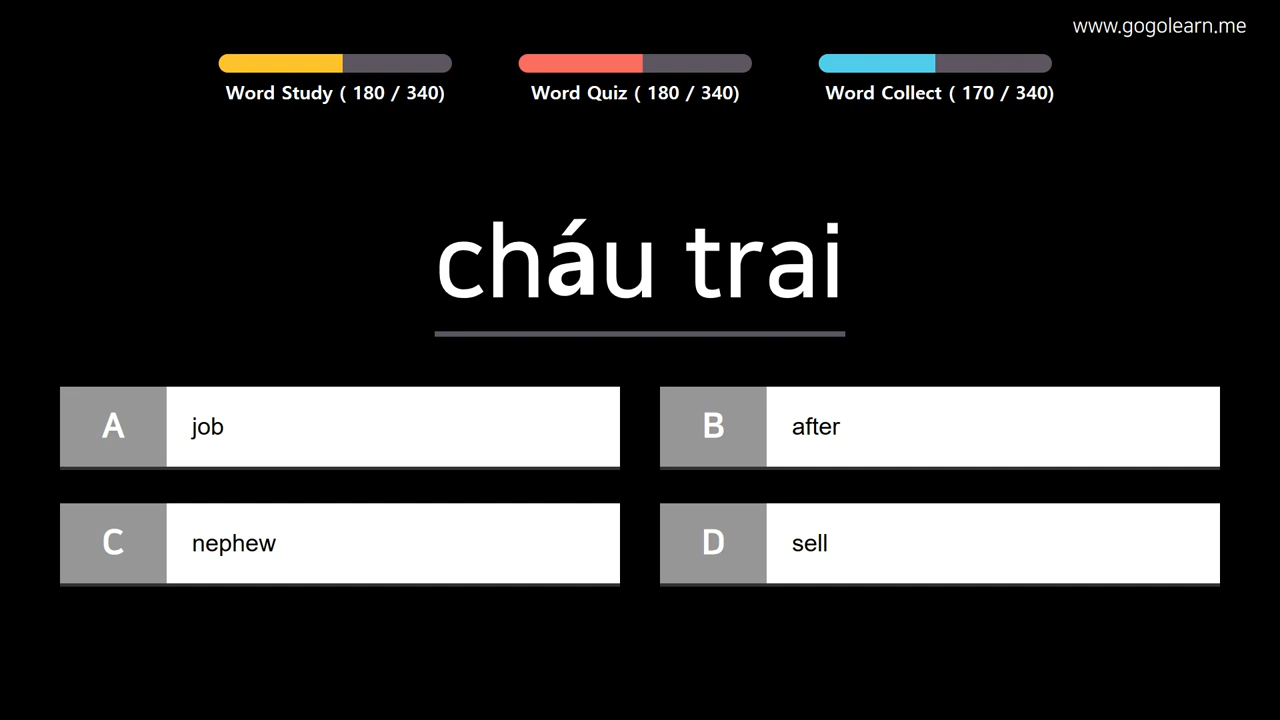 www.gogolearn.me
Word Study ( 180 / 340)
Word Quiz ( 180 / 340)
Word Collect ( 170 / 340)
cháu trai
A job
B after
C nephew
D sell